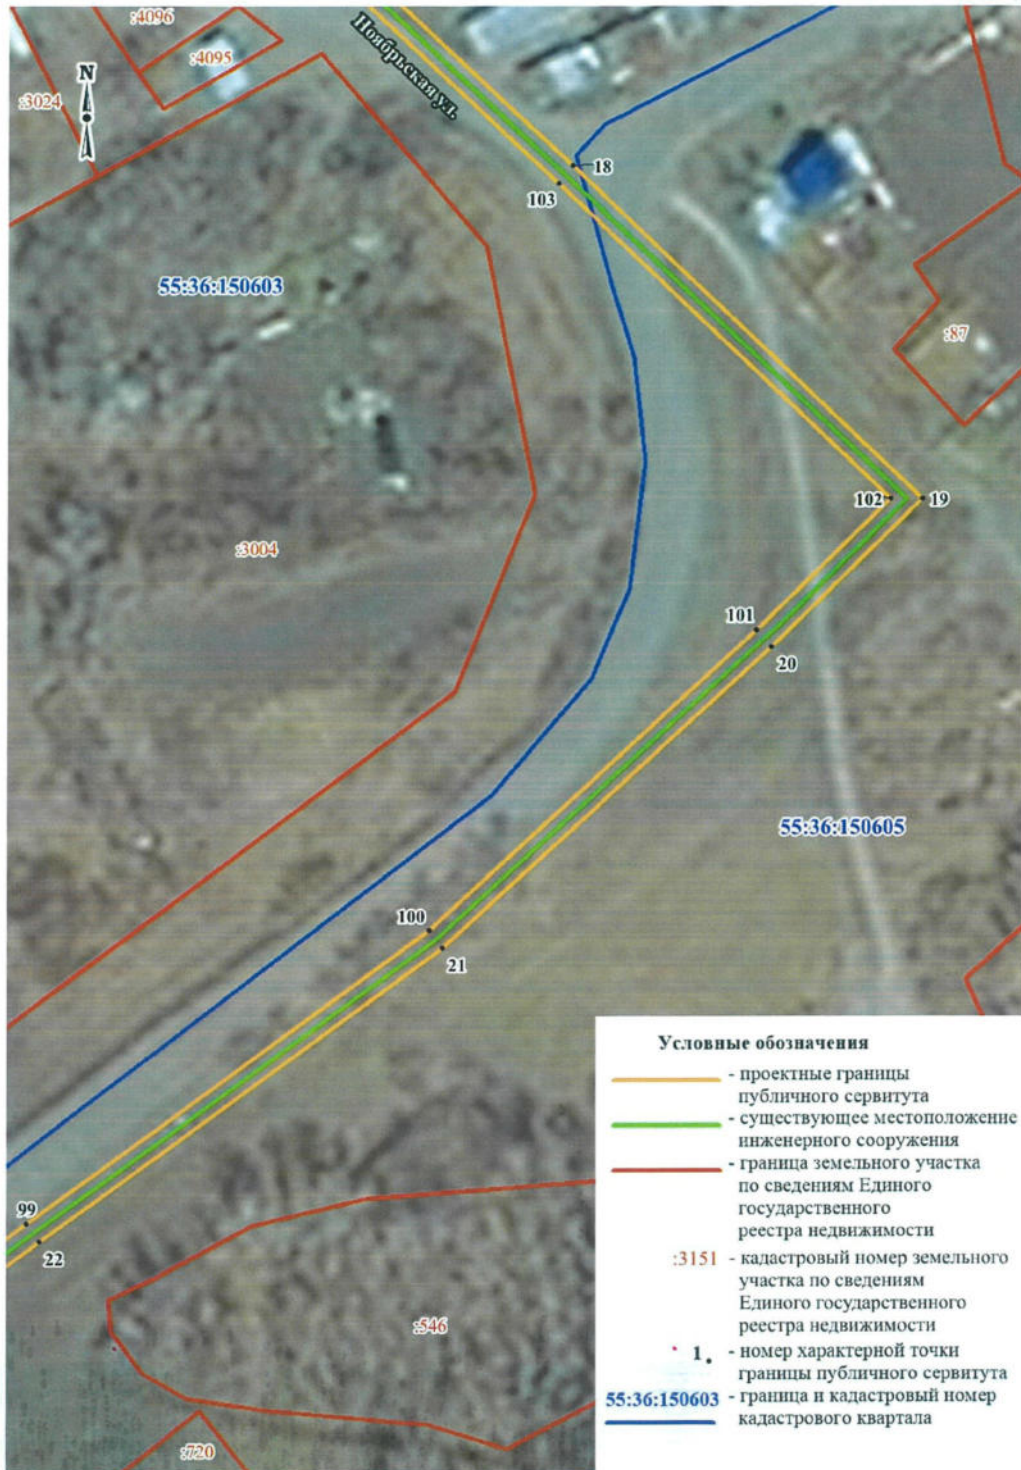 :4096
:4095
:3024
N
Ноябрьская ул.
18
103
55:36:150603
:87
102
19
:3004
101
20
55:36:150605
100
21
99
22
:546
:720
Условные обозначения
- проектные границы
публичного сервитута
- существующее местоположение
инженерного сооружения
- граница земельного участка
по сведениям Единого
государственного
реестра недвижимости
:3151 - кадастровый номер земельного
участка по сведениям
Единого государственного
реестра недвижимости
1 - номер характерной точки
границы публичного сервитута
55:36:150603 - граница и кадастровый номер
кадастрового квартала